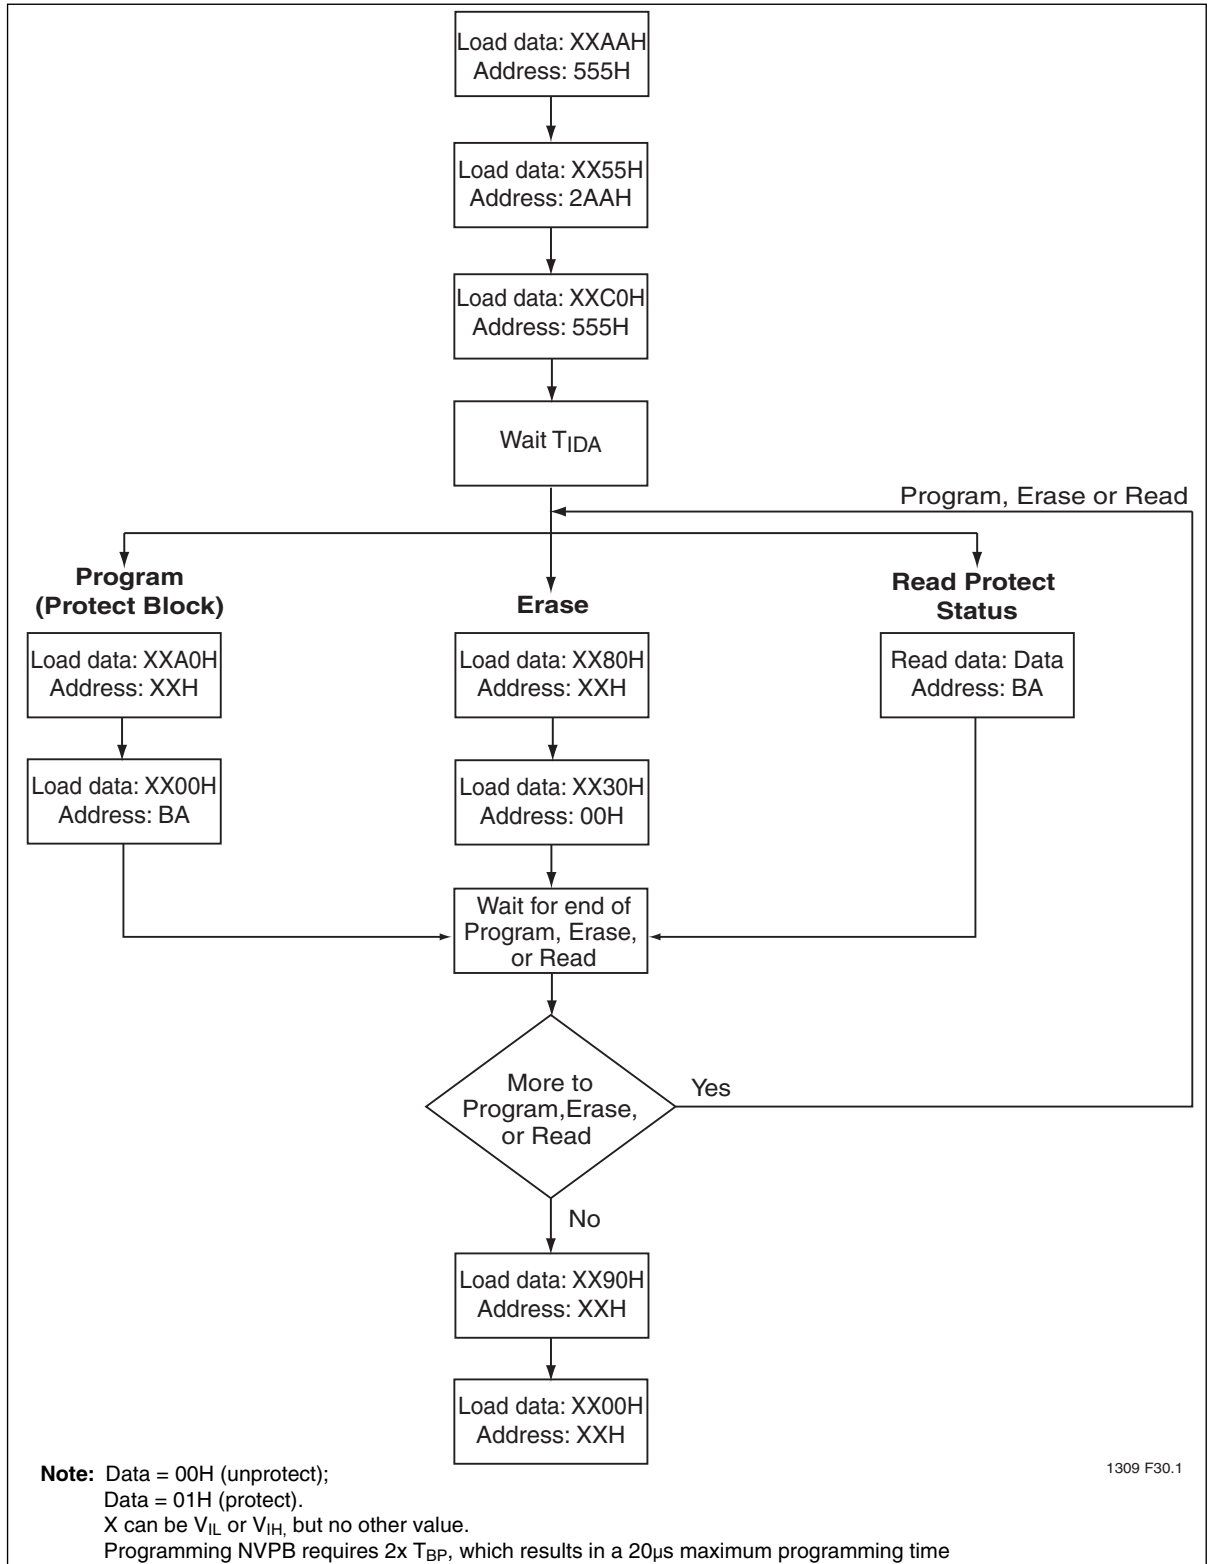 Load data: XXAAH
Address: 555H
Load data: XX55H
Address: 2AAH
Load data: XXC0H
Address: 555H
Wait TIDA
Program, Erase or Read
Program
(Protect Block)
Load data: XXA0H
Address: XXH
Load data: XX00H
Address: BA
Erase
Load data: XX80H
Address: XXH
Load data: XX30H
Address: 00H
Read Protect
Status
Read data: Data
Address: BA
Wait for end of
Program, Erase,
or Read
More to
Program,Erase,
or Read
Yes
No
Load data: XX90H
Address: XXH
Load data: XX00H
Address: XXH
Note: Data = 00H (unprotect);
Data = 01H (protect).
X can be VIL or VIH, but no other value.
Programming NVPB requires 2x TBP, which results in a 20µs maximum programming time
1309 F30.1